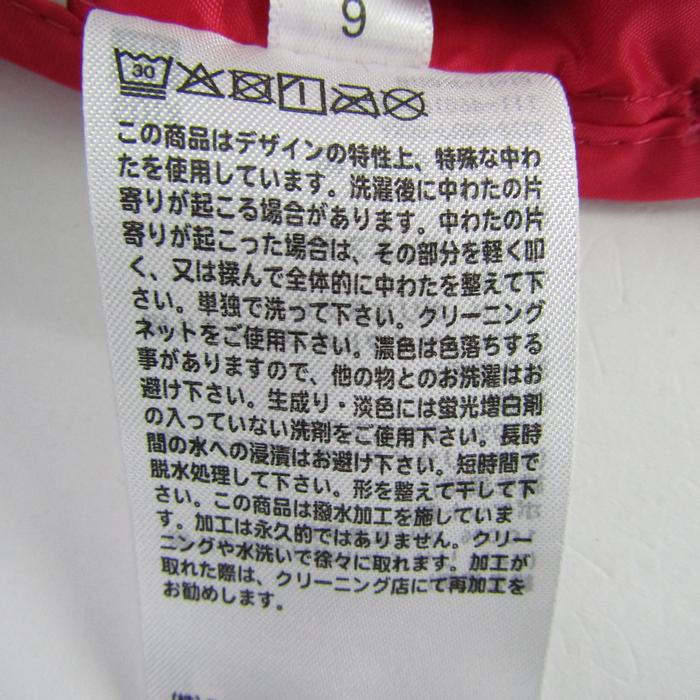 9
30
この商品はデザインの特性上、特殊な中わ
たを使用しています。洗濯後に中わたの片
寄りが起こる場合があります。中わたの片
寄りが起こった場合は、その部分を軽く叩
く、又は揉んで全体的に中わたを整えて下
さい。単独で洗って下さい。クリーニング
ネットをご使用下さい。濃色は色落ちする
事がありますので、他の物とのお洗濯はお
避け下さい。生成り・淡色には蛍光増白剤
の入っていない洗剤をご使用下さい。長時
間の水への浸漬はお避け下さい。短時間で
脱水処理して下さい。形を整えて干して下
さい。この商品は撥水加工を施していま
す。加工は永久的ではありません。クリー
ニングや水洗いで徐々に取れます。加工が
取れた際は、クリーニング店にて再加工を
お勧めします。